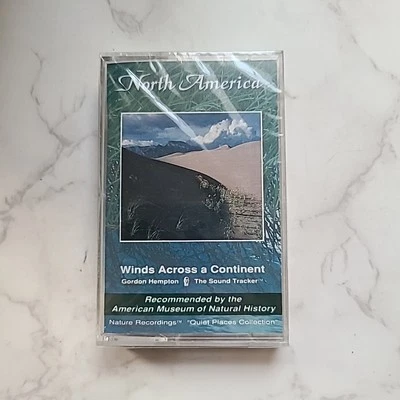 North America
Winds Across a Continent
Gordon Hempton The Sound Tracker™
Recommended by the
American Museum of Natural History
Nature Recordings™ "Quiet Places Collection"